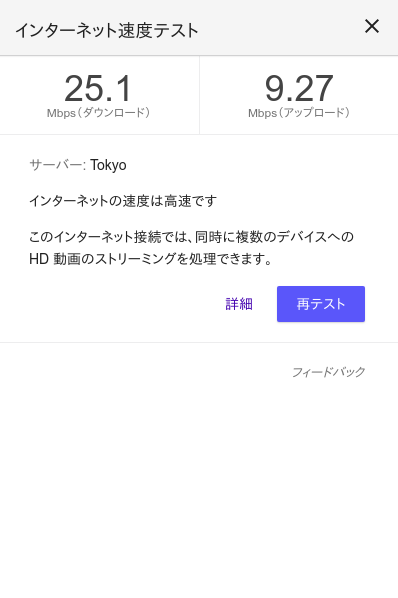 インターネット速度テスト
25.1
Mbps（ダウンロード）
9.27
Mbps（アップロード）
サーバー: Tokyo
インターネットの速度は高速です
このインターネット接続では、同時に複数のデバイスへの
HD 動画のストリーミングを処理できます。
詳細
再テスト
フィードバック